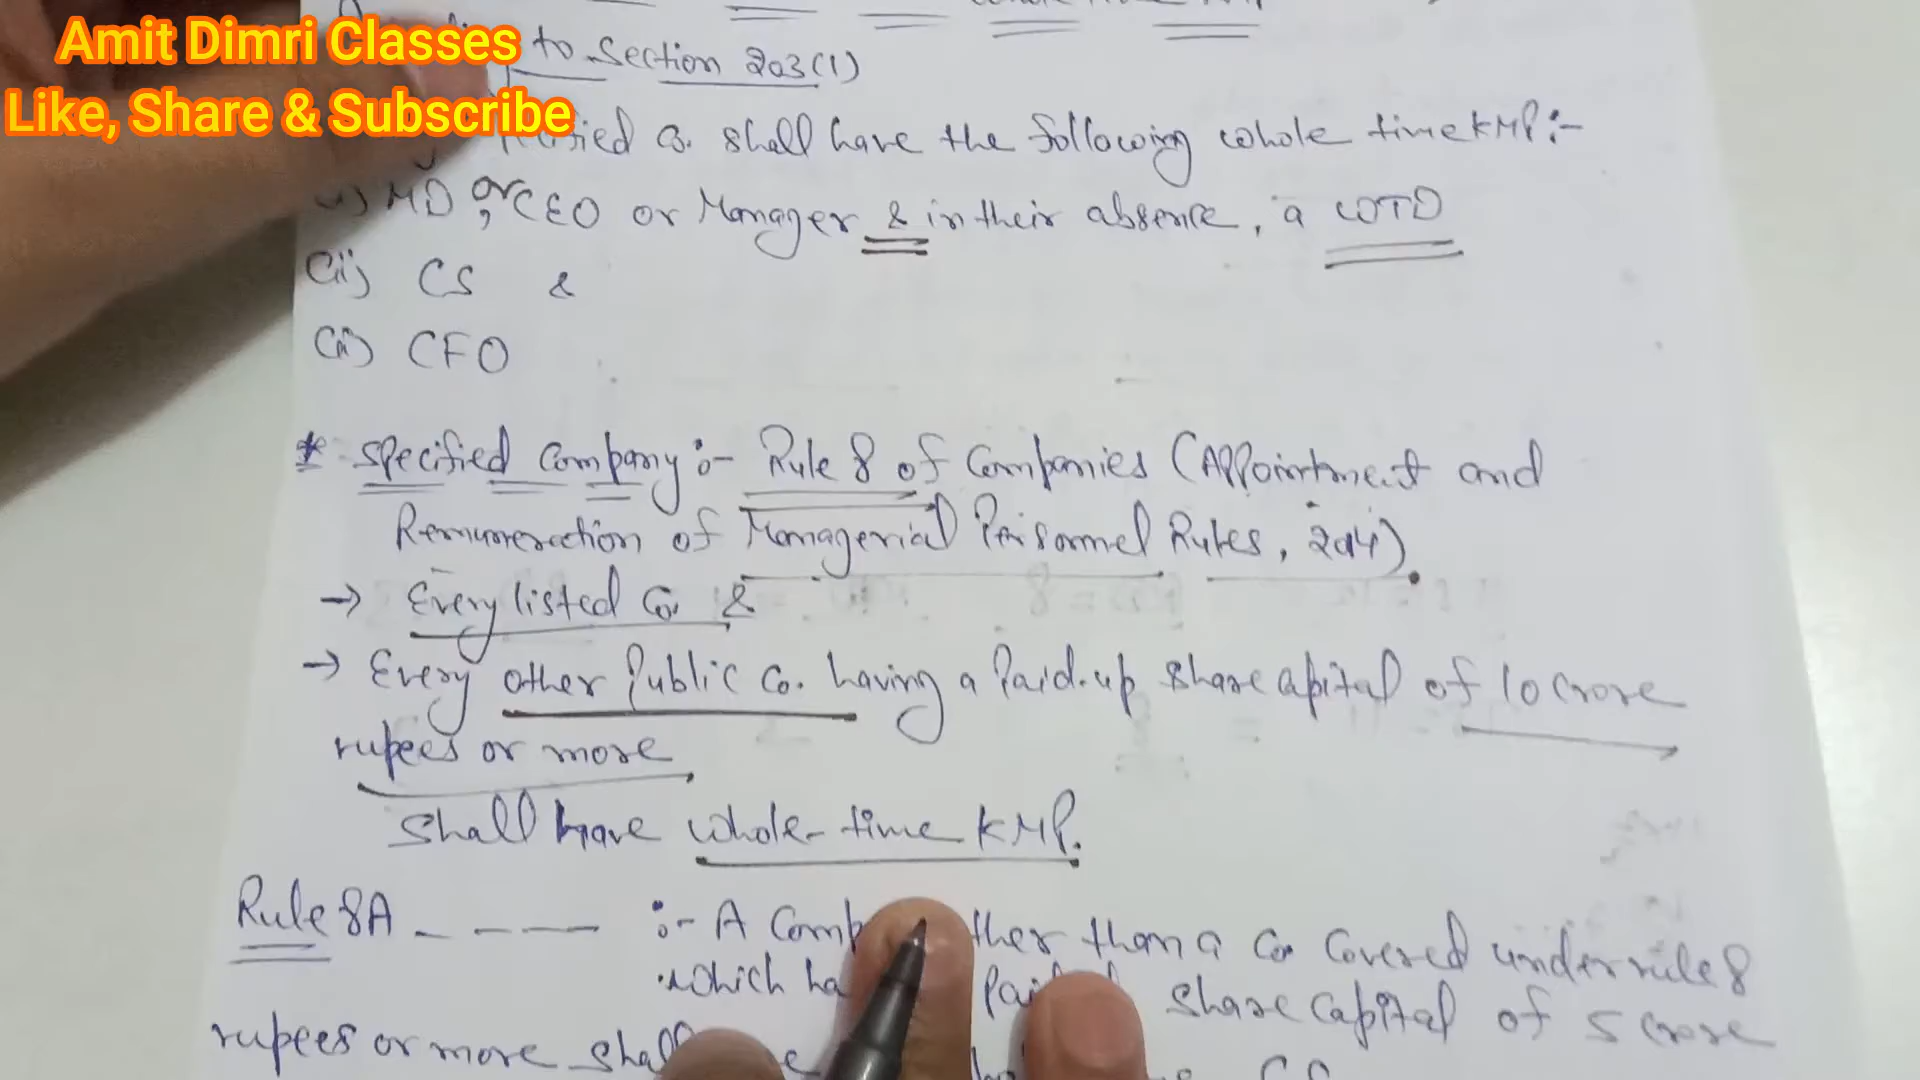 Amit Dimri Classes
Like, Share & Subscribe
to Section 203(1)
Co. shall have the following whole time KMP:-
MD, or CEO or Manager & in their absence, a WTD
(ii) CS &
(iii) CFO
* Specified Company :- Rule 8 of Companies (Appointment and
Remuneration of Managerial Personnel Rules, 2014).
→ Every listed Co. &
→ Every other Public Co. having a Paid-up Share Capital of 10 crore
rupees or more
shall have whole-time KMP.
Rule 8A - - - - :- A than a Co. Covered under rule 8
which share capital of 5 crore
rupees or more